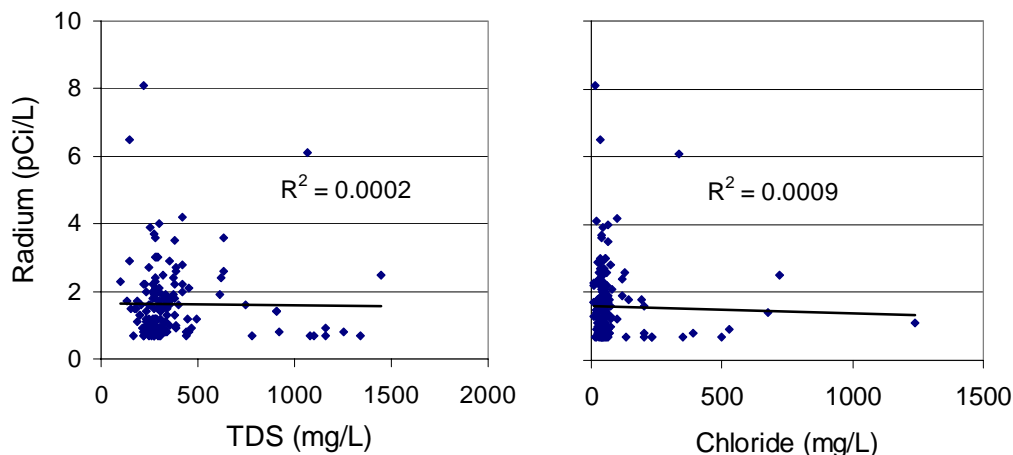 Radium (pCi/L)
10
8
6
4
2
0
R² = 0.0002
0 500 1000 1500 2000
TDS (mg/L)
R² = 0.0009
0 500 1000 1500
Chloride (mg/L)